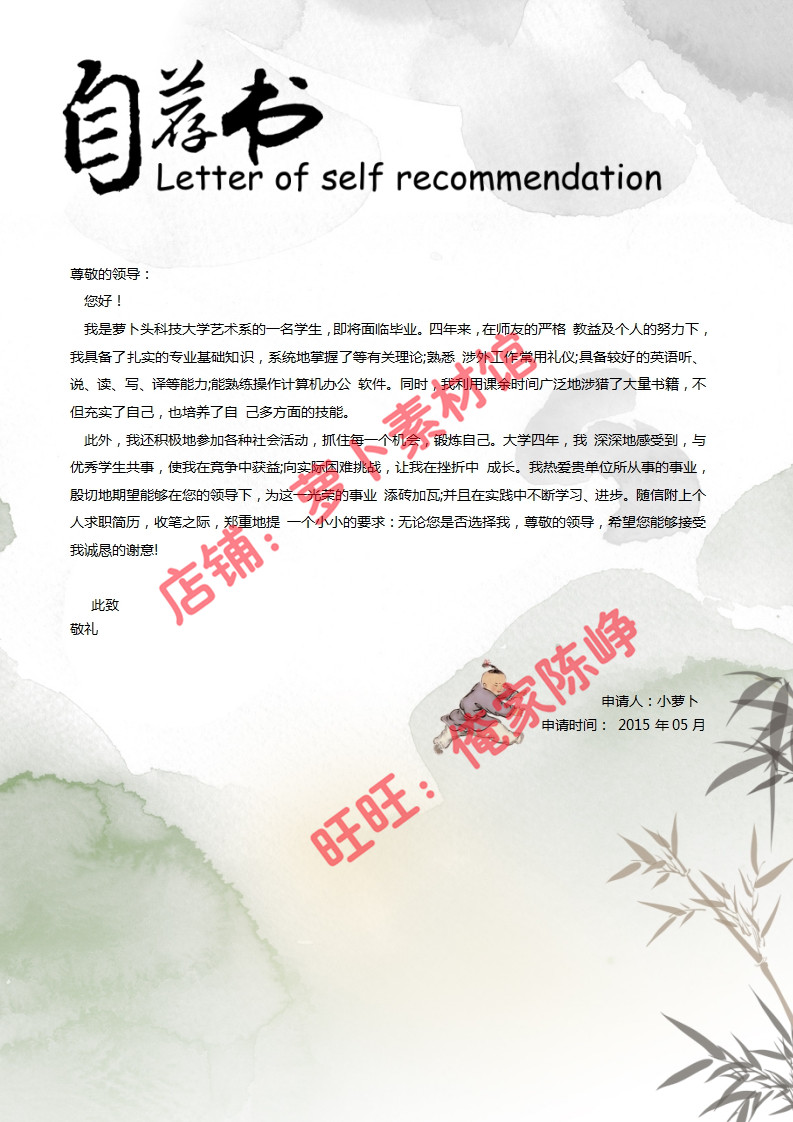 自荐书
Letter of self recommendation
尊敬的领导：
您好！
我是萝卜头科技大学艺术系的一名学生，即将面临毕业。四年来，在师友的严格 教益及个人的努力下，
我具备了扎实的专业基础知识，系统地掌握了等有关理论;熟悉 涉外工作常用礼仪;具备较好的英语听、
说、读、写、译等能力;能熟练操作计算机办公 软件。同时，我利用课余时间广泛地涉猎了大量书籍，不
但充实了自己，也培养了自 己多方面的技能。
此外，我还积极地参加各种社会活动，抓住每一个机会，锻炼自己。大学四年，我 深深地感受到，与
优秀学生共事，使我在竞争中获益;向实际困难挑战，让我在挫折中 成长。我热爱贵单位所从事的事业，
殷切地期望能够在您的领导下，为这一光荣的事业 添砖加瓦;并且在实践中不断学习、进步。随信附上个
人求职简历，收笔之际，郑重地提 一个小小的要求：无论您是否选择我，尊敬的领导，希望您能够接受
我诚恳的谢意!
此致
敬礼
申请人：小萝卜
申请时间： 2015 年 05 月
店铺：萝卜素材馆
旺旺：俺家陈峥